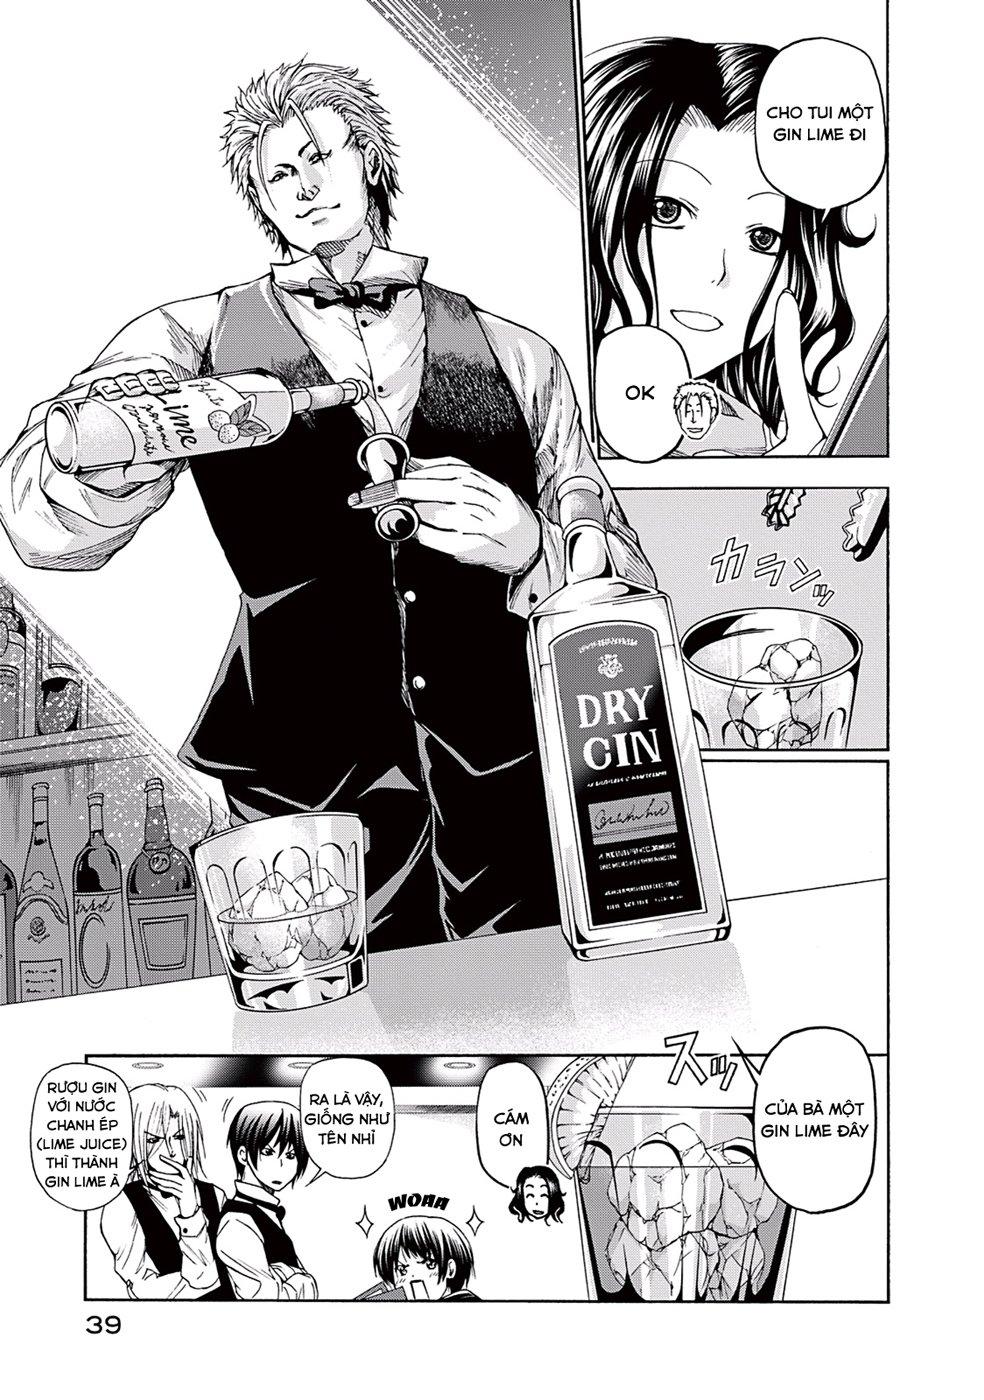 CHO TUI MỘT
GIN LIME ĐI
OK
Lime
カランッ
DRY
GIN
スッ
CỦA BÀ MỘT
GIN LIME ĐÂY
CÁM
ƠN
RA LÀ VẬY,
GIỐNG NHƯ
TÊN NHỈ
RƯỢU GIN
VỚI NƯỚC
CHANH ÉP
(LIME JUICE)
THÌ THÀNH
GIN LIME À
WOAA
39